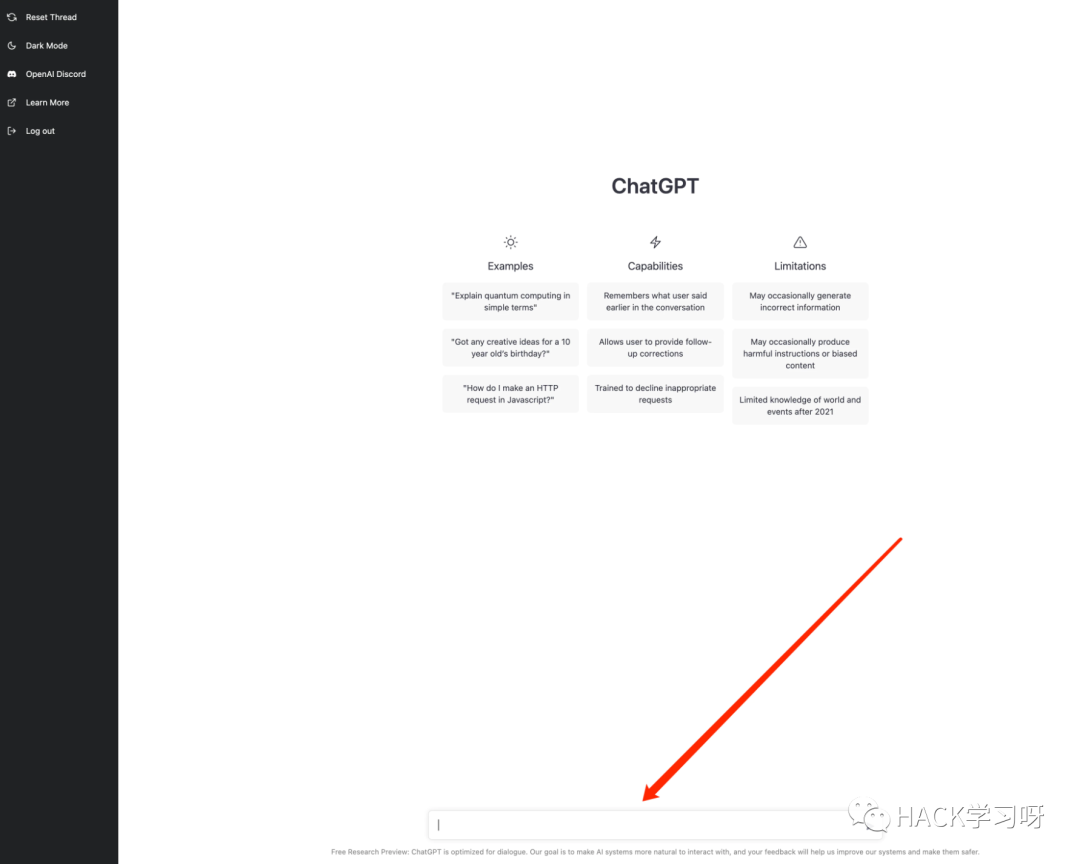 Reset Thread
Dark Mode
OpenAI Discord
Learn More
Log out
ChatGPT
Examples
"Explain quantum computing in
simple terms"
"Got any creative ideas for a 10
year old's birthday?"
"How do I make an HTTP
request in Javascript?"
Capabilities
Remembers what user said
earlier in the conversation
Allows user to provide follow-
up corrections
Trained to decline inappropriate
requests
Limitations
May occasionally generate
incorrect information
May occasionally produce
harmful instructions or biased
content
Limited knowledge of world and
events after 2021
HACK学习呀
Free Research Preview: ChatGPT is optimized for dialogue. Our goal is to make AI systems more natural to interact with, and your feedback will help us improve our systems and make them safer.